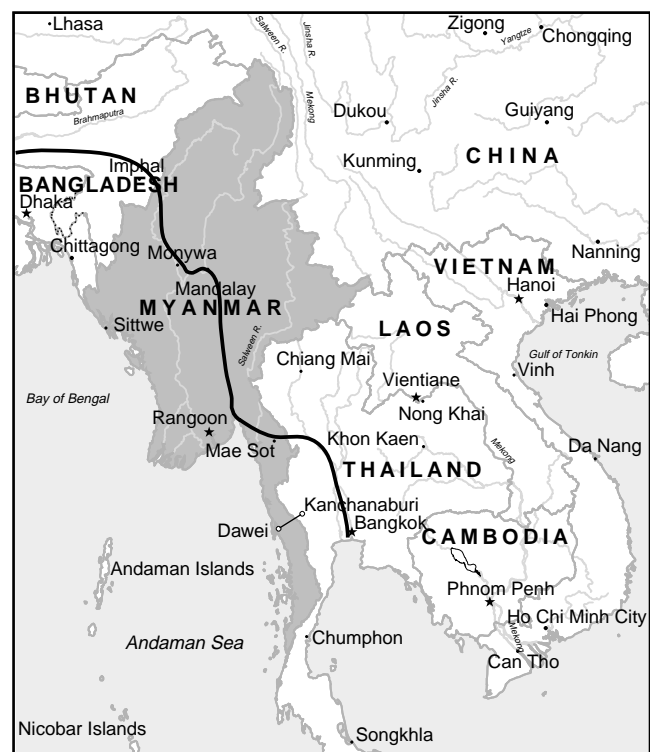 Lhasa
Salween R.
Jinsha R.
Zigong
Yangtze
Chongqing
BHUTAN
Brahmaputra
Mekong
Dukou
Jinsha R.
Guiyang
Imphal
Kunming
CHINA
BANGLADESH
Dhaka
Chittagong
Monywa
Nanning
VIETNAM
Hanoi
Mandalay
MYANMAR
Hai Phong
Sittwe
Salween R.
LAOS
Chiang Mai
Gulf of Tonkin
Vientiane
Vinh
Bay of Bengal
Nong Khai
Rangoon
Mae Sot
Khon Kaen
Mekong
Da Nang
THAILAND
Kanchanaburi
Dawei
Bangkok
CAMBODIA
Andaman Islands
Phnom Penh
Ho Chi Minh City
Andaman Sea
Chumphon
Mekong
Can Tho
Nicobar Islands
Songkhla